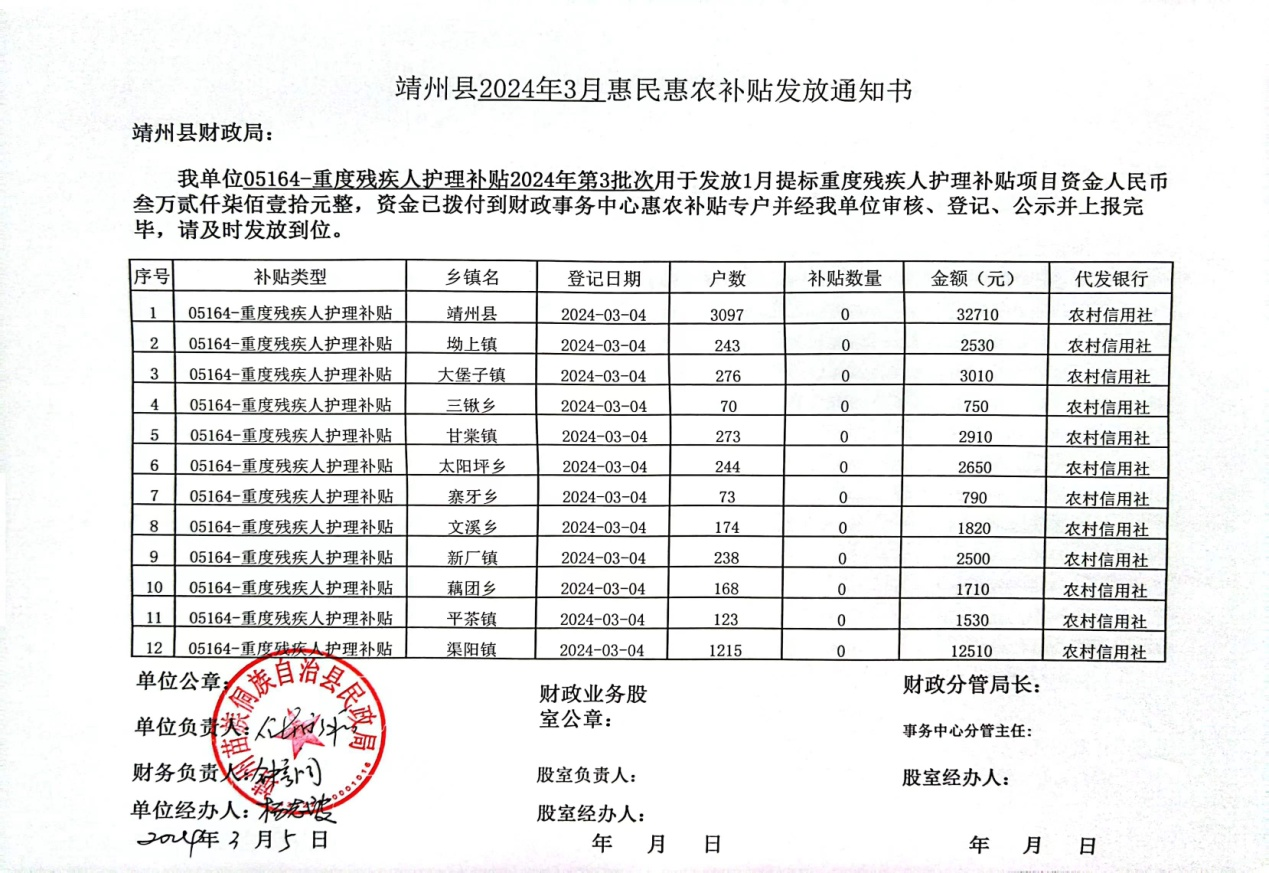 靖州县2024年3月惠民惠农补贴发放通知书
靖州县财政局：
我单位05164-重度残疾人护理补贴2024年第3批次用于发放1月提标重度残疾人护理补贴项目资金人民币
叁万贰仟柒佰壹拾元整，资金已拨付到财政事务中心惠农补贴专户并经我单位审核、登记、公示并上报完
毕，请及时发放到位。
序号 补贴类型 乡镇名 登记日期 户数 补贴数量 金额（元） 代发银行
1 05164-重度残疾人护理补贴 靖州县 2024-03-04 3097 0 32710 农村信用社
2 05164-重度残疾人护理补贴 坳上镇 2024-03-04 243 0 2530 农村信用社
3 05164-重度残疾人护理补贴 大堡子镇 2024-03-04 276 0 3010 农村信用社
4 05164-重度残疾人护理补贴 三锹乡 2024-03-04 70 0 750 农村信用社
5 05164-重度残疾人护理补贴 甘棠镇 2024-03-04 273 0 2910 农村信用社
6 05164-重度残疾人护理补贴 太阳坪乡 2024-03-04 244 0 2650 农村信用社
7 05164-重度残疾人护理补贴 寨牙乡 2024-03-04 73 0 790 农村信用社
8 05164-重度残疾人护理补贴 文溪乡 2024-03-04 174 0 1820 农村信用社
9 05164-重度残疾人护理补贴 新厂镇 2024-03-04 238 0 2500 农村信用社
10 05164-重度残疾人护理补贴 藕团乡 2024-03-04 168 0 1710 农村信用社
11 05164-重度残疾人护理补贴 平茶镇 2024-03-04 123 0 1530 农村信用社
12 05164-重度残疾人护理补贴 渠阳镇 2024-03-04 1215 0 12510 农村信用社
单位公章： 财政业务股室公章： 财政分管局长：
靖州苗族侗族自治县民政局
单位负责人： 事务中心分管主任：
财务负责人： 股室负责人： 股室经办人：
单位经办人： 股室经办人：
2024年3月5日 年 月 日 年 月 日